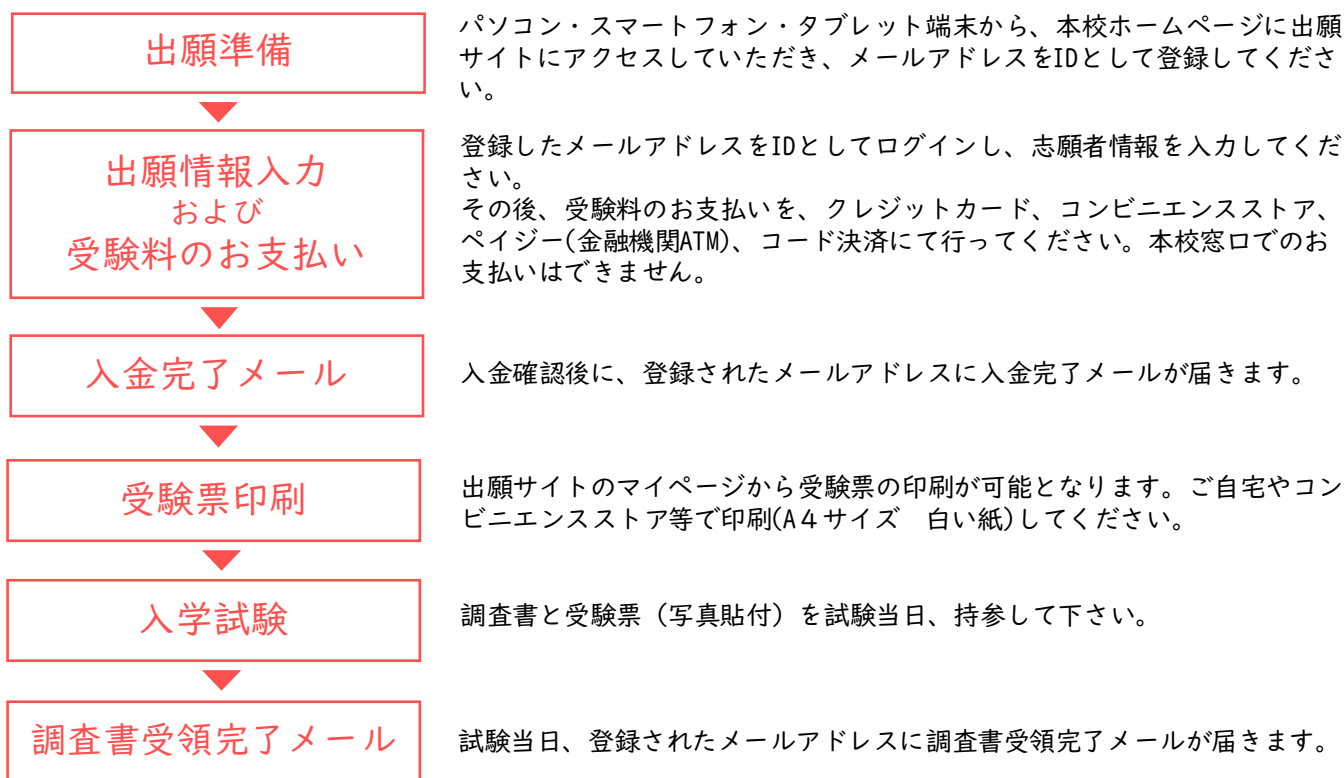 出願準備
パソコン・スマートフォン・タブレット端末から、本校ホームページに出願
サイトにアクセスしていただき、メールアドレスをIDとして登録してくださ
い。
出願情報入力
および
受験料のお支払い
登録したメールアドレスをIDとしてログインし、志願者情報を入力してくだ
さい。
その後、受験料のお支払いを、クレジットカード、コンビニエンスストア、
ペイジー(金融機関ATM)、コード決済にて行ってください。本校窓口でのお
支払いはできません。
入金完了メール
入金確認後に、登録されたメールアドレスに入金完了メールが届きます。
受験票印刷
出願サイトのマイページから受験票の印刷が可能となります。ご自宅やコン
ビニエンスストア等で印刷(A４サイズ　白い紙)してください。
入学試験
調査書と受験票（写真貼付）を試験当日、持参して下さい。
調査書受領完了メール
試験当日、登録されたメールアドレスに調査書受領完了メールが届きます。